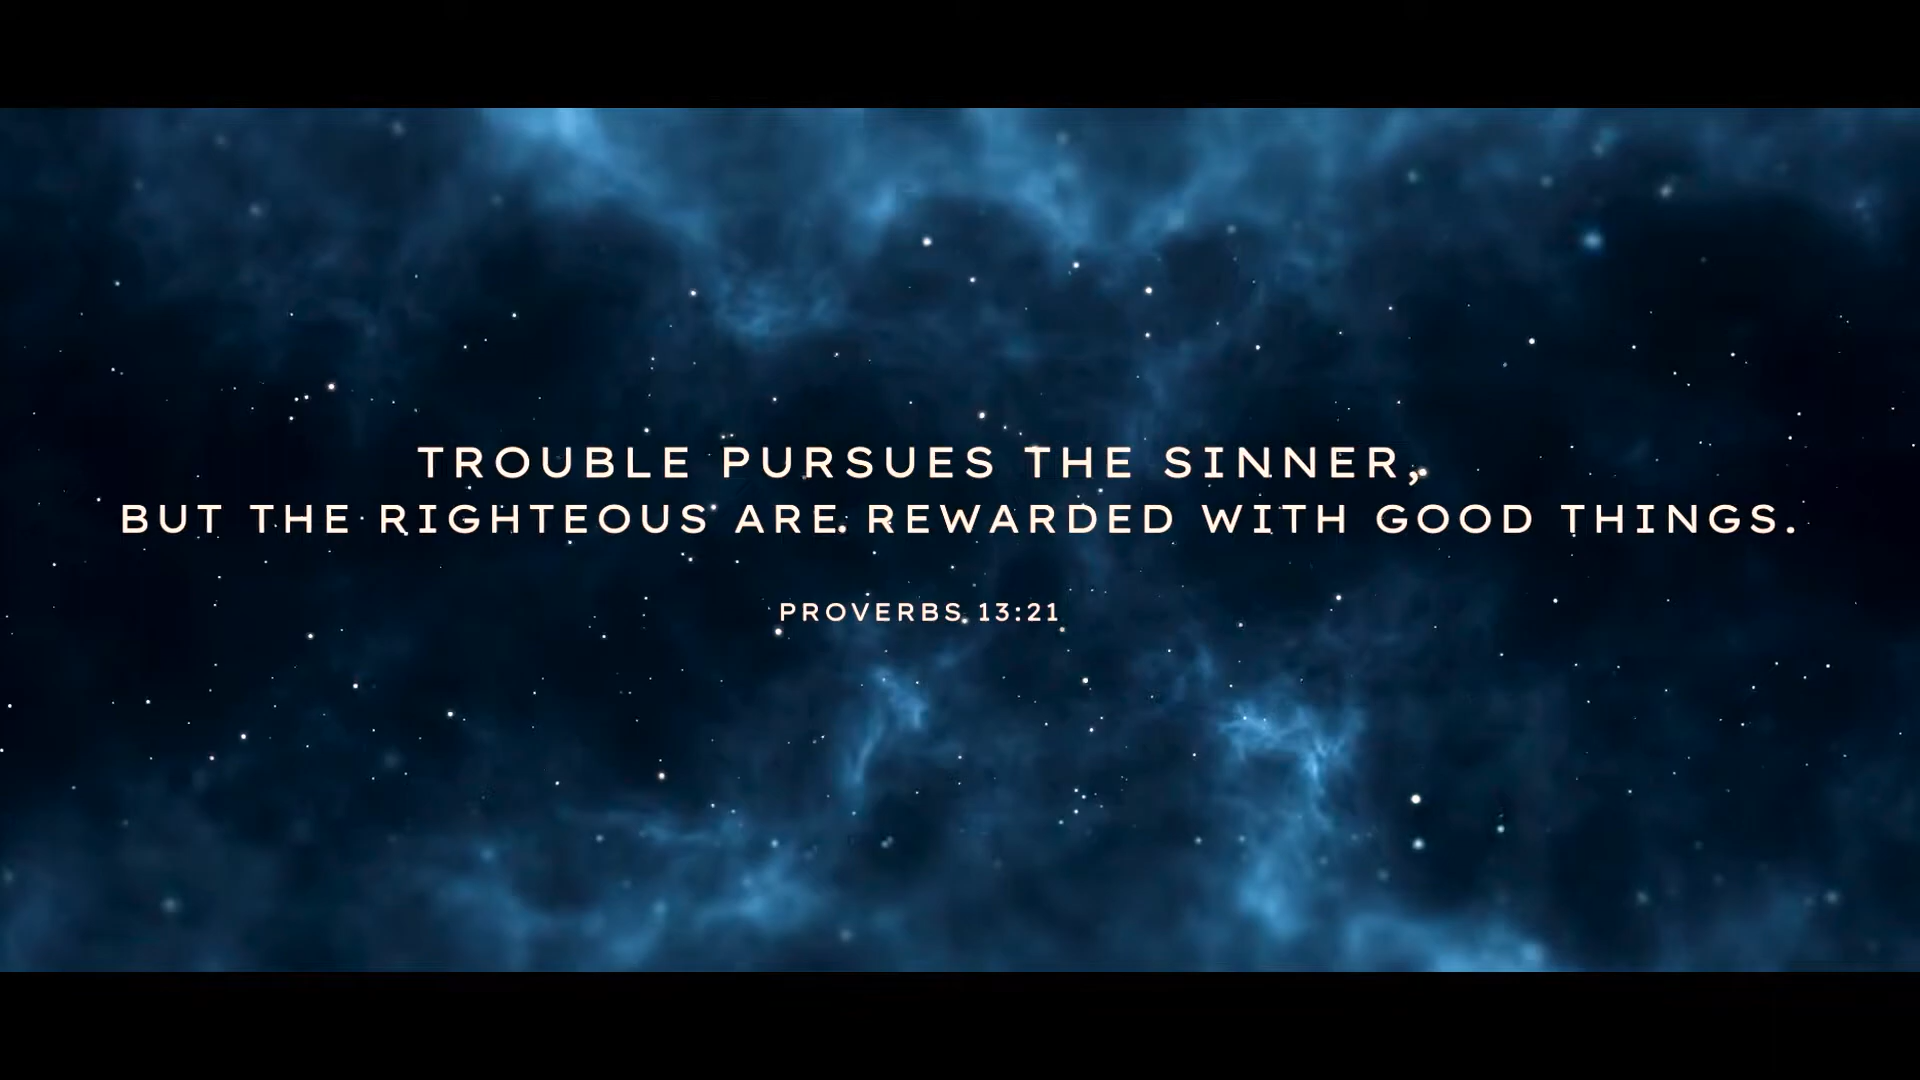 TROUBLE PURSUES THE SINNER,
BUT THE RIGHTEOUS ARE REWARDED WITH GOOD THINGS.
PROVERBS 13:21